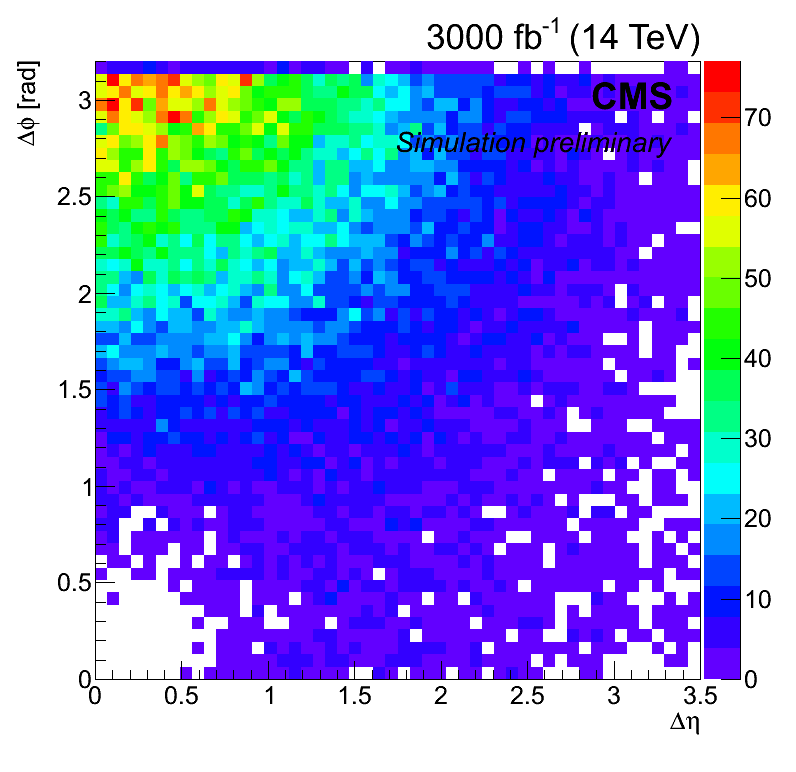 3000 fb-1 (14 TeV)
Δφ [rad]
CMS
Simulation preliminary
3
2.5
2
1.5
1
0.5
0
70
60
50
40
30
20
10
0
0 0.5 1 1.5 2 2.5 3 3.5
Δη